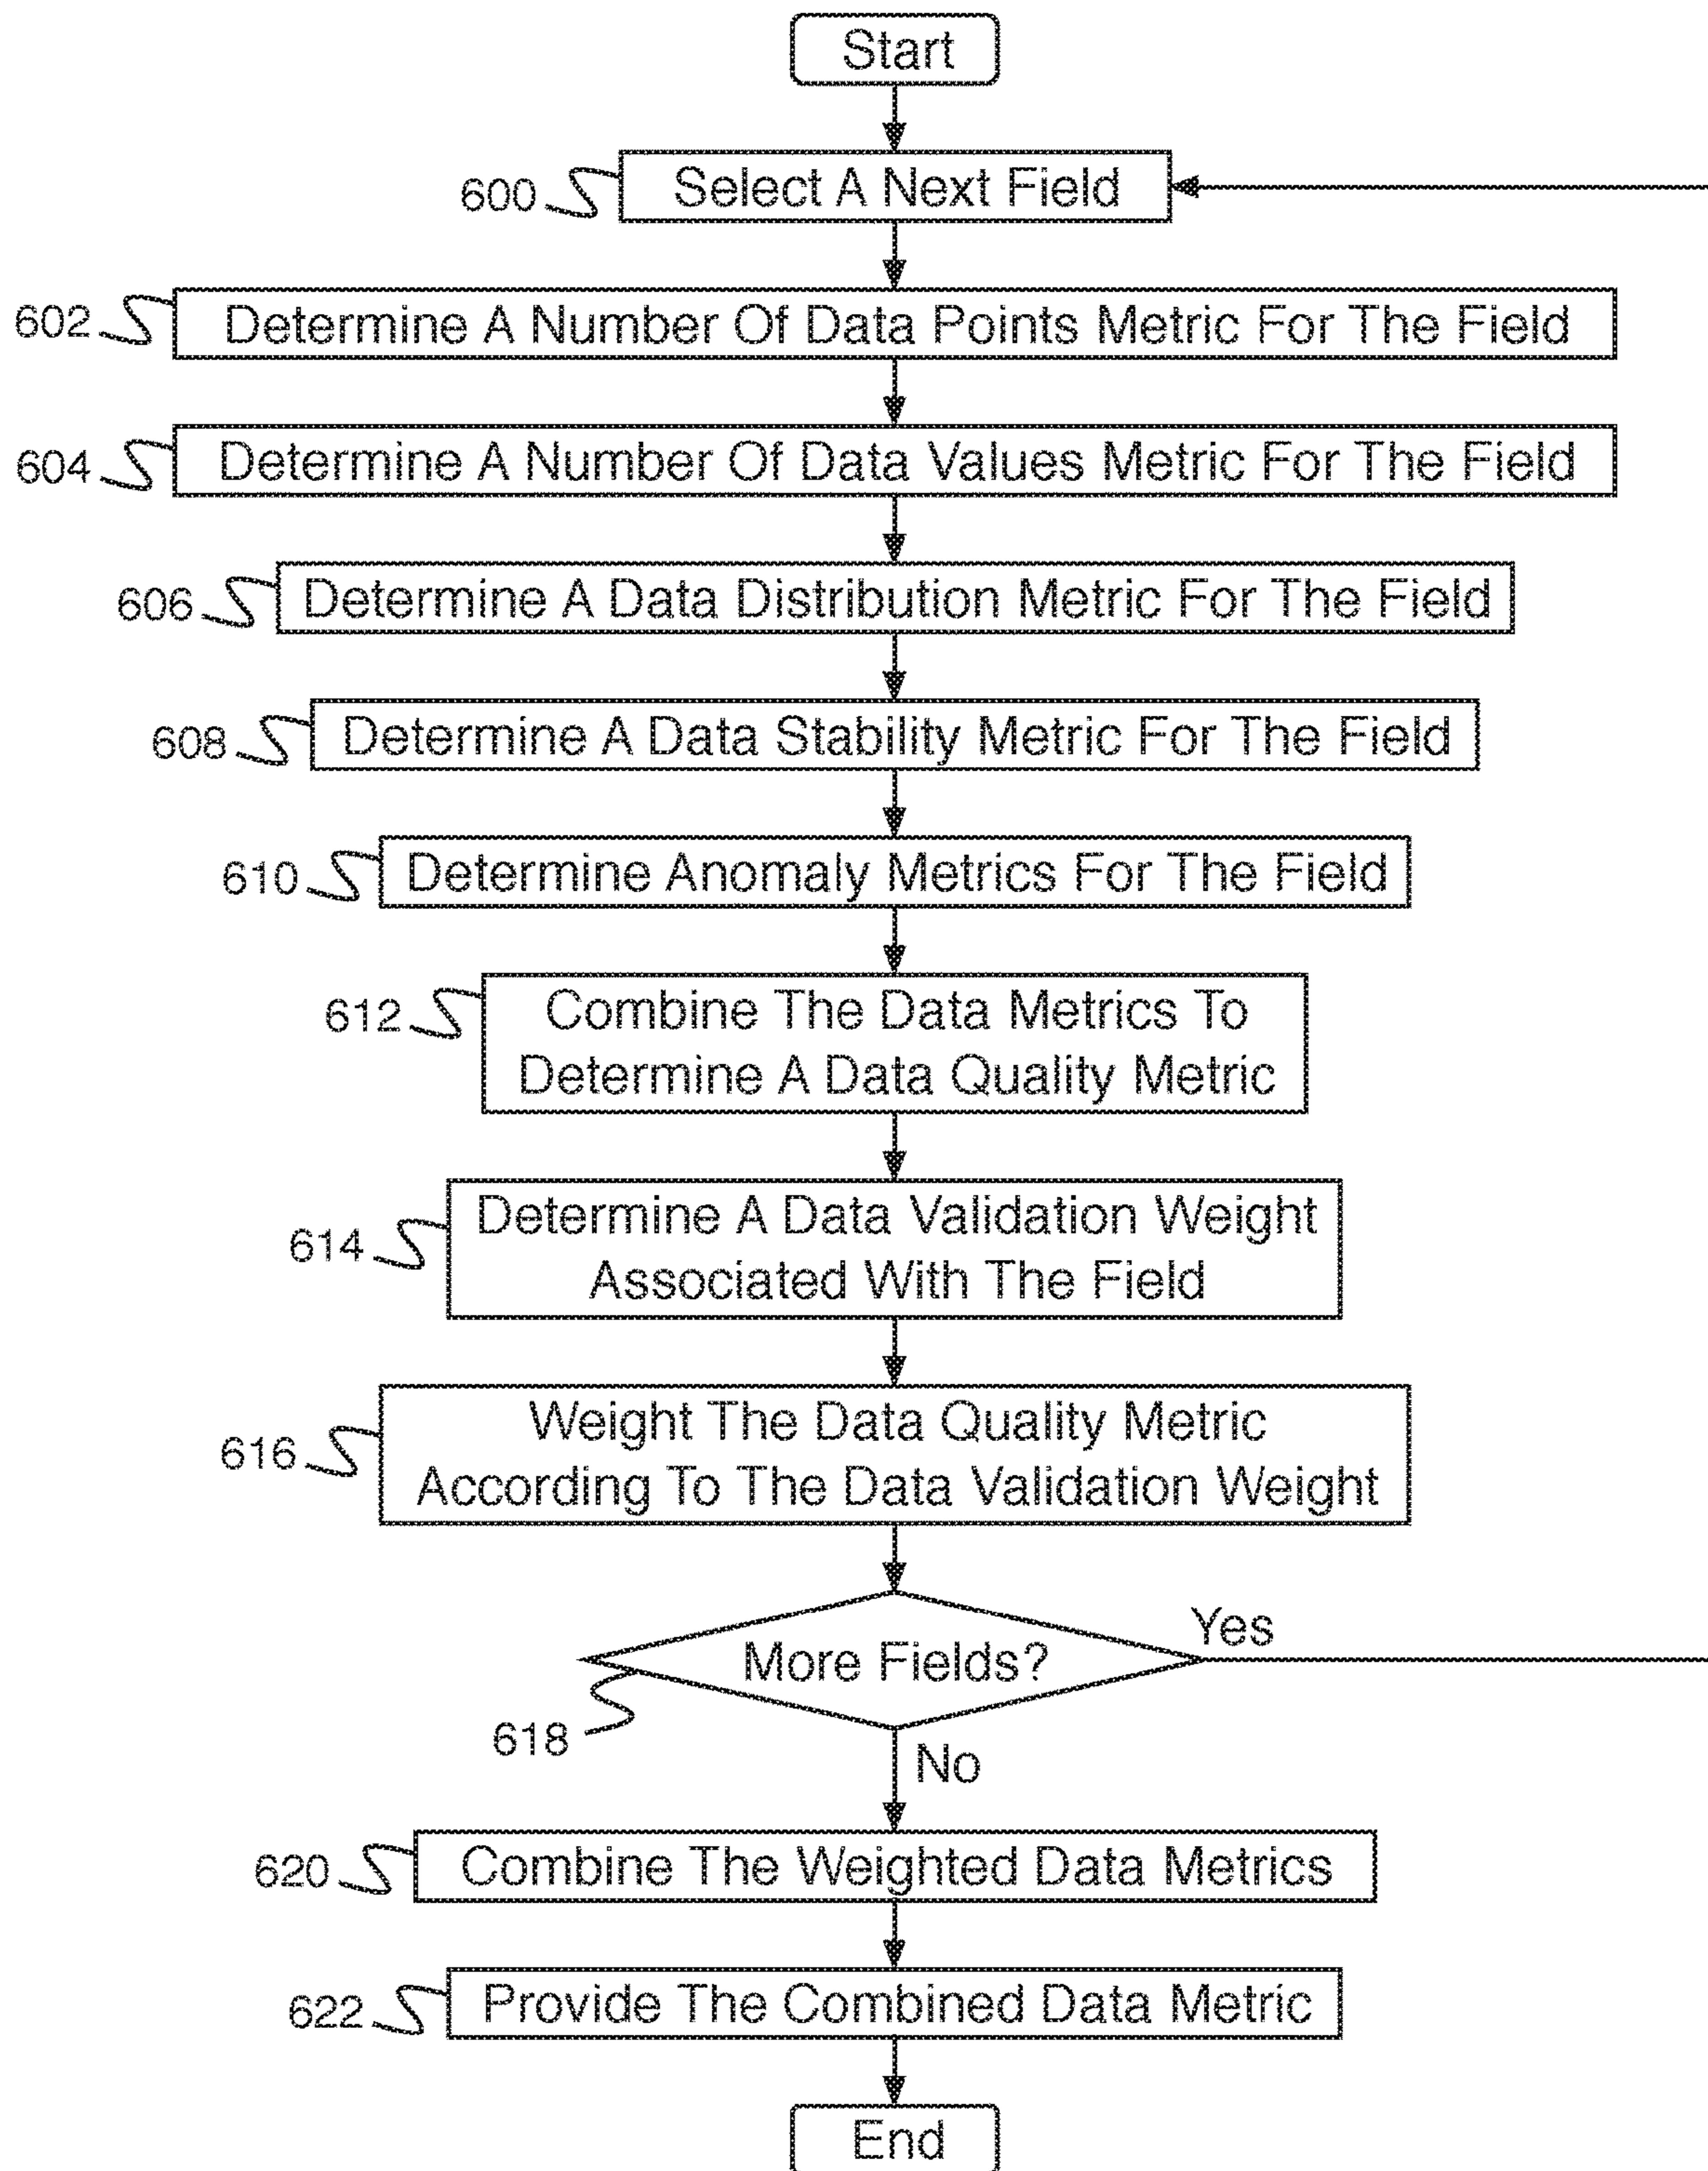 Start
600
Select A Next Field
602
Determine A Number Of Data Points Metric For The Field
604
Determine A Number Of Data Values Metric For The Field
606
Determine A Data Distribution Metric For The Field
608
Determine A Data Stability Metric For The Field
610
Determine Anomaly Metrics For The Field
612
Combine The Data Metrics To
Determine A Data Quality Metric
614
Determine A Data Validation Weight
Associated With The Field
616
Weight The Data Quality Metric
According To The Data Validation Weight
More Fields?
Yes
618
No
620
Combine The Weighted Data Metrics
622
Provide The Combined Data Metric
End